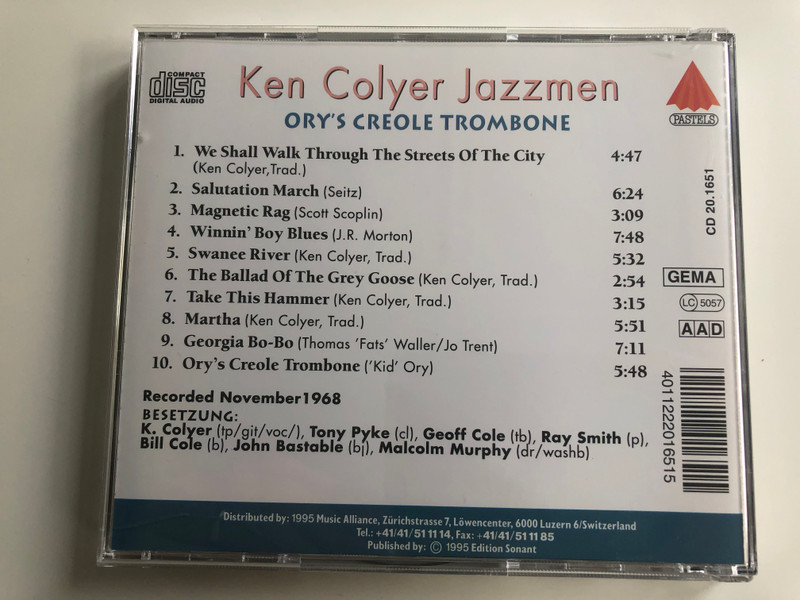 COMPACT
disc
DIGITAL AUDIO
Ken Colyer Jazzmen
ORY'S CREOLE TROMBONE
PASTELS
1. We Shall Walk Through The Streets Of The City 4:47
(Ken Colyer,Trad.)
2. Salutation March (Seitz) 6:24
3. Magnetic Rag (Scott Scoplin) 3:09
4. Winnin' Boy Blues (J.R. Morton) 7:48
5. Swanee River (Ken Colyer, Trad.) 5:32
6. The Ballad Of The Grey Goose (Ken Colyer, Trad.) 2:54
7. Take This Hammer (Ken Colyer, Trad.) 3:15
8. Martha (Ken Colyer, Trad.) 5:51
9. Georgia Bo-Bo (Thomas 'Fats' Waller/Jo Trent) 7:11
10. Ory's Creole Trombone ('Kid' Ory) 5:48
CD 20.1651
GEMA
LC 5057
AAD
4011222016515
Recorded November1968
BESETZUNG:
K. Colyer (tp/git/voc/), Tony Pyke (cl), Geoff Cole (tb), Ray Smith (p),
Bill Cole (b), John Bastable (bj), Malcolm Murphy (dr/washb)
Distributed by: 1995 Music Alliance, Zürichstrasse 7, Löwencenter, 6000 Luzern 6/Switzerland
Tel.: +41/41/51 11 14, Fax: +41/41/51 11 85
Published by: © 1995 Edition Sonant